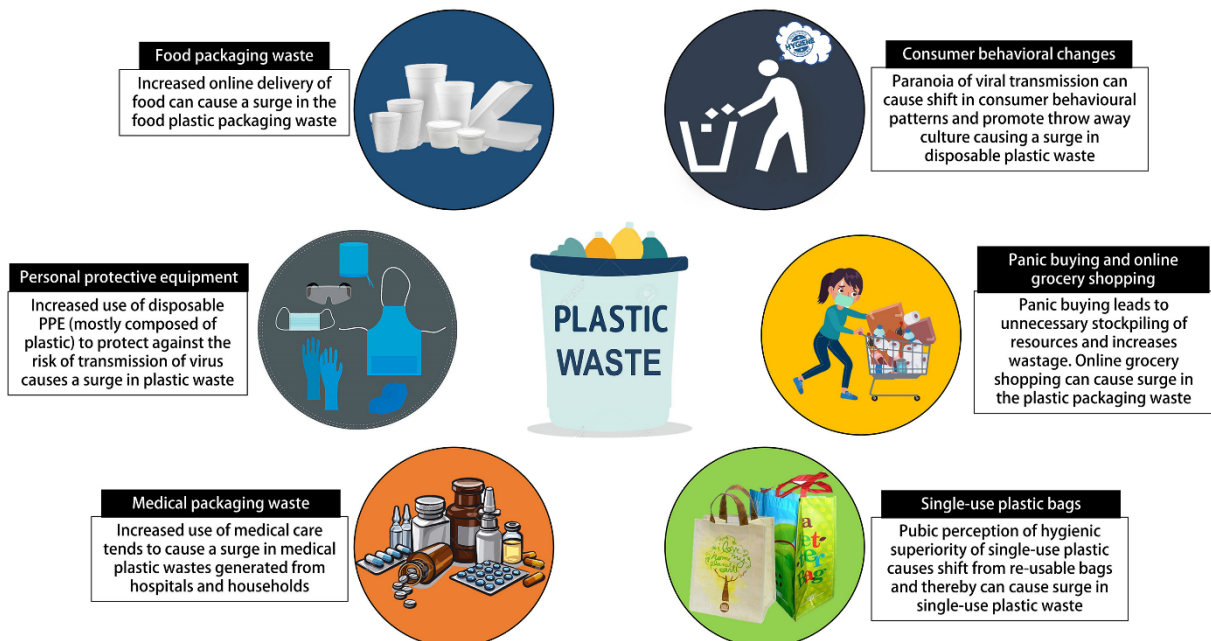 Food packaging waste
Increased online delivery of
food can cause a surge in the
food plastic packaging waste
HYGIENE
Consumer behavioral changes
Paranoia of viral transmission can
cause shift in consumer behavioural
patterns and promote throw away
culture causing a surge in
disposable plastic waste
Personal protective equipment
Increased use of disposable
PPE (mostly composed of
plastic) to protect against the
risk of transmission of virus
causes a surge in plastic waste
PLASTIC
WASTE
Panic buying and online
grocery shopping
Panic buying leads to
unnecessary stockpiling of
resources and increases
wastage. Online grocery
shopping can cause surge in
the plastic packaging waste
Medical packaging waste
Increased use of medical care
tends to cause a surge in medical
plastic wastes generated from
hospitals and households
a
Bag
Single-use plastic bags
Pubic perception of hygienic
superiority of single-use plastic
causes shift from re-usable bags
and thereby can cause surge in
single-use plastic waste